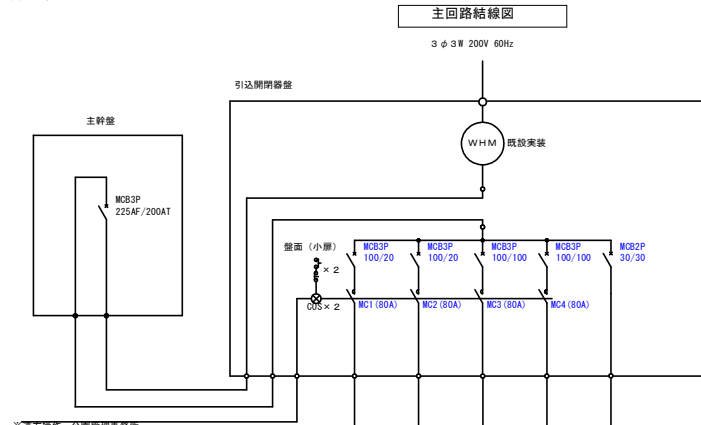 主回路結線図
3φ3W 200V 60Hz
引込開閉器盤
主幹盤
WHM
既設実装
MCB3P
225AF/200AT
盤面（小扉）
× 2
COS× 2
MCB3P
100/20
MCB3P
100/20
MCB3P
100/100
MCB3P
100/100
MCB2P
30/30
MC1(80A)
MC2(80A)
MC3(80A)
MC4(80A)